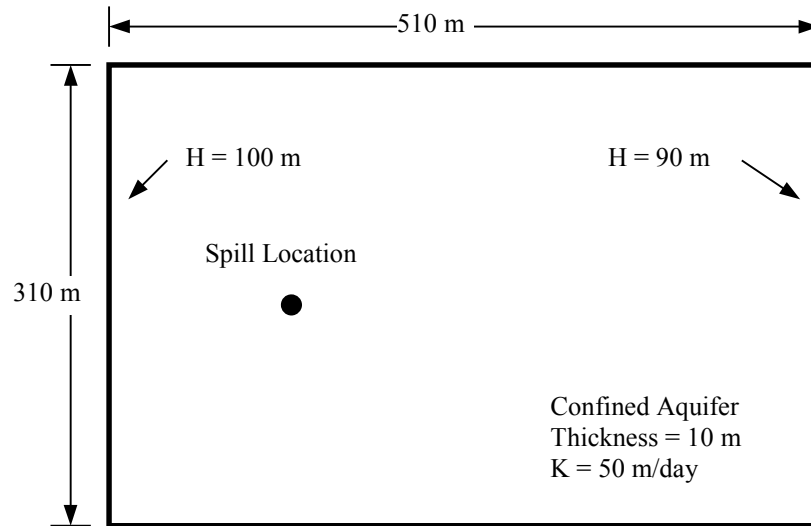 510 m
H = 100 m
H = 90 m
Spill Location
310 m
Confined Aquifer
Thickness = 10 m
K = 50 m/day